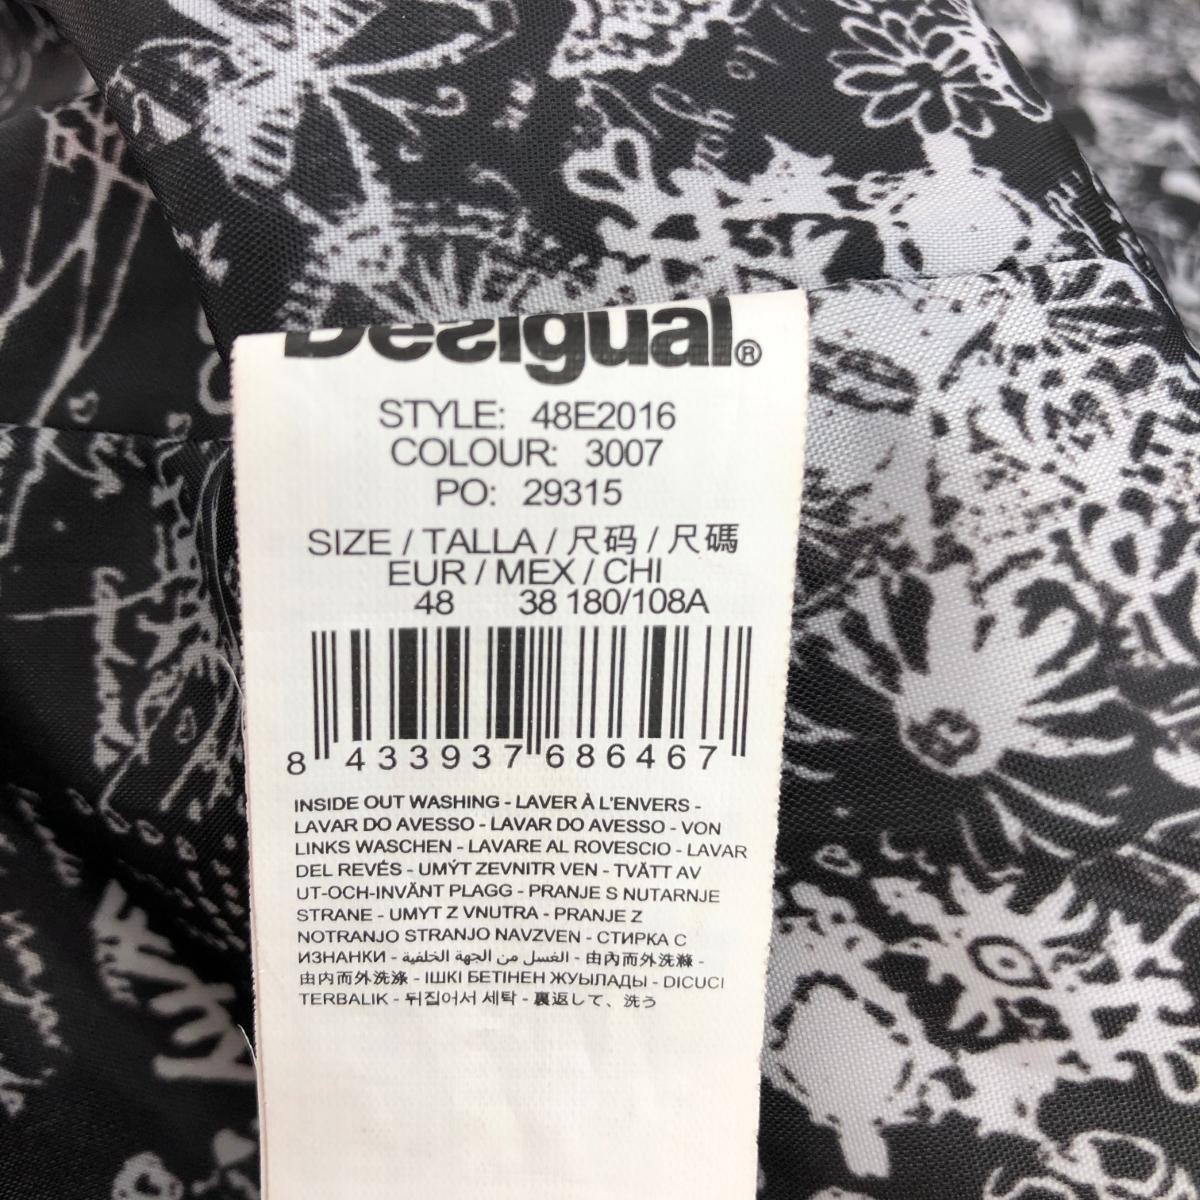 Desigual®
STYLE: 48E2016
COLOUR: 3007
PO: 29315
SIZE / TALLA / 尺码 / 尺碼
EUR / MEX / CHI
48 38 180/108A
8 433937 686467
INSIDE OUT WASHING - LAVER À L'ENVERS -
LAVAR DO AVESSO - LAVAR DO AVESSO - VON
LINKS WASCHEN - LAVARE AL ROVESCIO - LAVAR
DEL REVÉS - UMÝT ZEVNITR VEN - TVÄTT AV
UT-OCH-INVÄNT PLAGG - PRANJE S NUTARNJE
STRANE - UMYT Z VNUTRA - PRANJE Z
NOTRANJO STRANJO NAVZVEN - СТИРКА С
ИЗНАНКИ - الغسل من الجهة الخلفية - 由內而外洗滌 -
由内而外洗涤 - ІШКІ БЕТІНЕН ЖУЫЛАДЫ - DICUCI
TERBALIK - 뒤집어서 세탁 - 裏返して、洗う